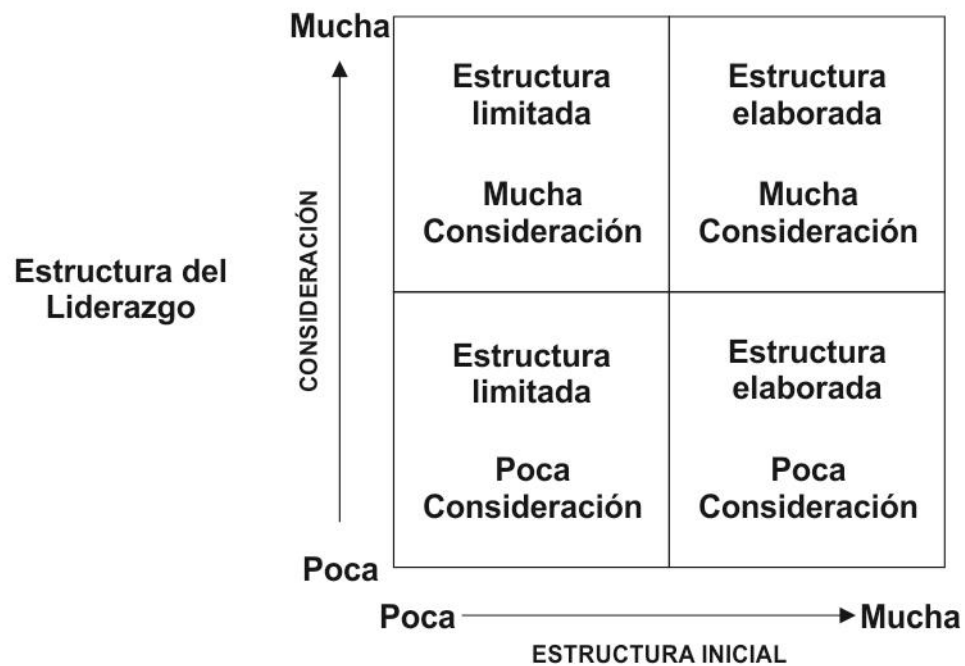 Mucha
Estructura
limitada
Mucha
Consideración
Estructura
elaborada
Mucha
Consideración
Estructura del
Liderazgo
CONSIDERACIÓN
Estructura
limitada
Poca
Consideración
Estructura
elaborada
Poca
Consideración
Poca
Poca
Mucha
ESTRUCTURA INICIAL